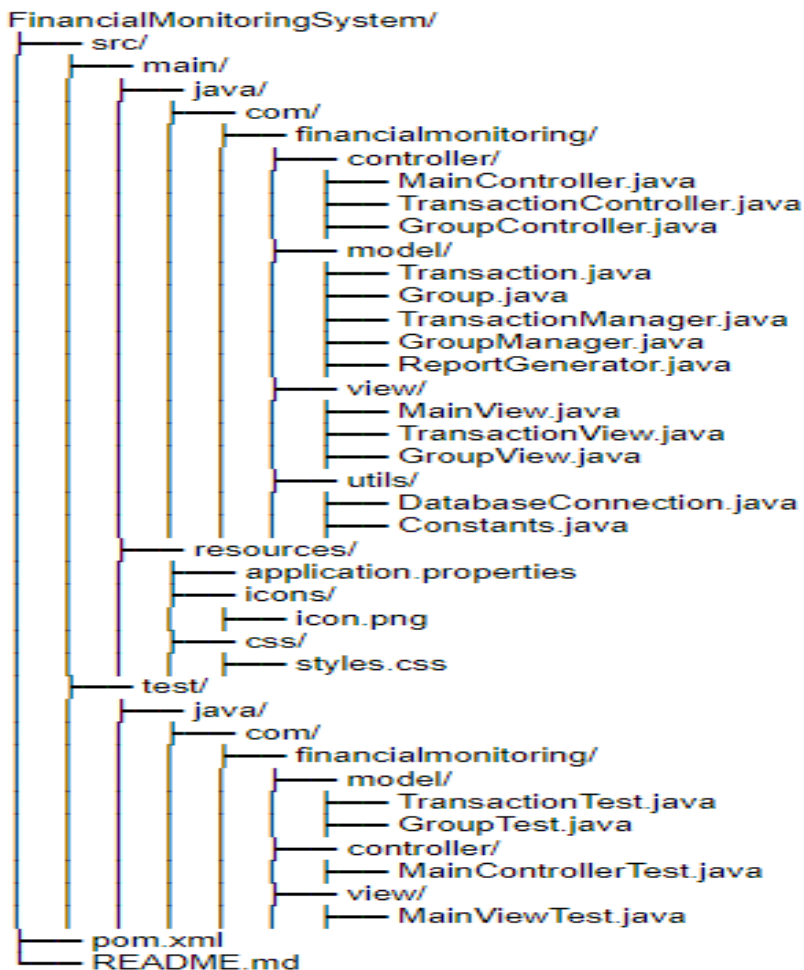 FinancialMonitoringSystem/
src/
main/
java/
com/
financialmonitoring/
controller/
MainController.java
TransactionController.java
GroupController.java
model/
Transaction.java
Group.java
TransactionManager.java
GroupManager.java
ReportGenerator.java
view/
MainView.java
TransactionView.java
GroupView.java
utils/
DatabaseConnection.java
Constants.java
resources/
application.properties
icons/
icon.png
css/
styles.css
test/
java/
com/
financialmonitoring/
model/
TransactionTest.java
GroupTest.java
controller/
MainControllerTest.java
view/
MainViewTest.java
pom.xml
README.md